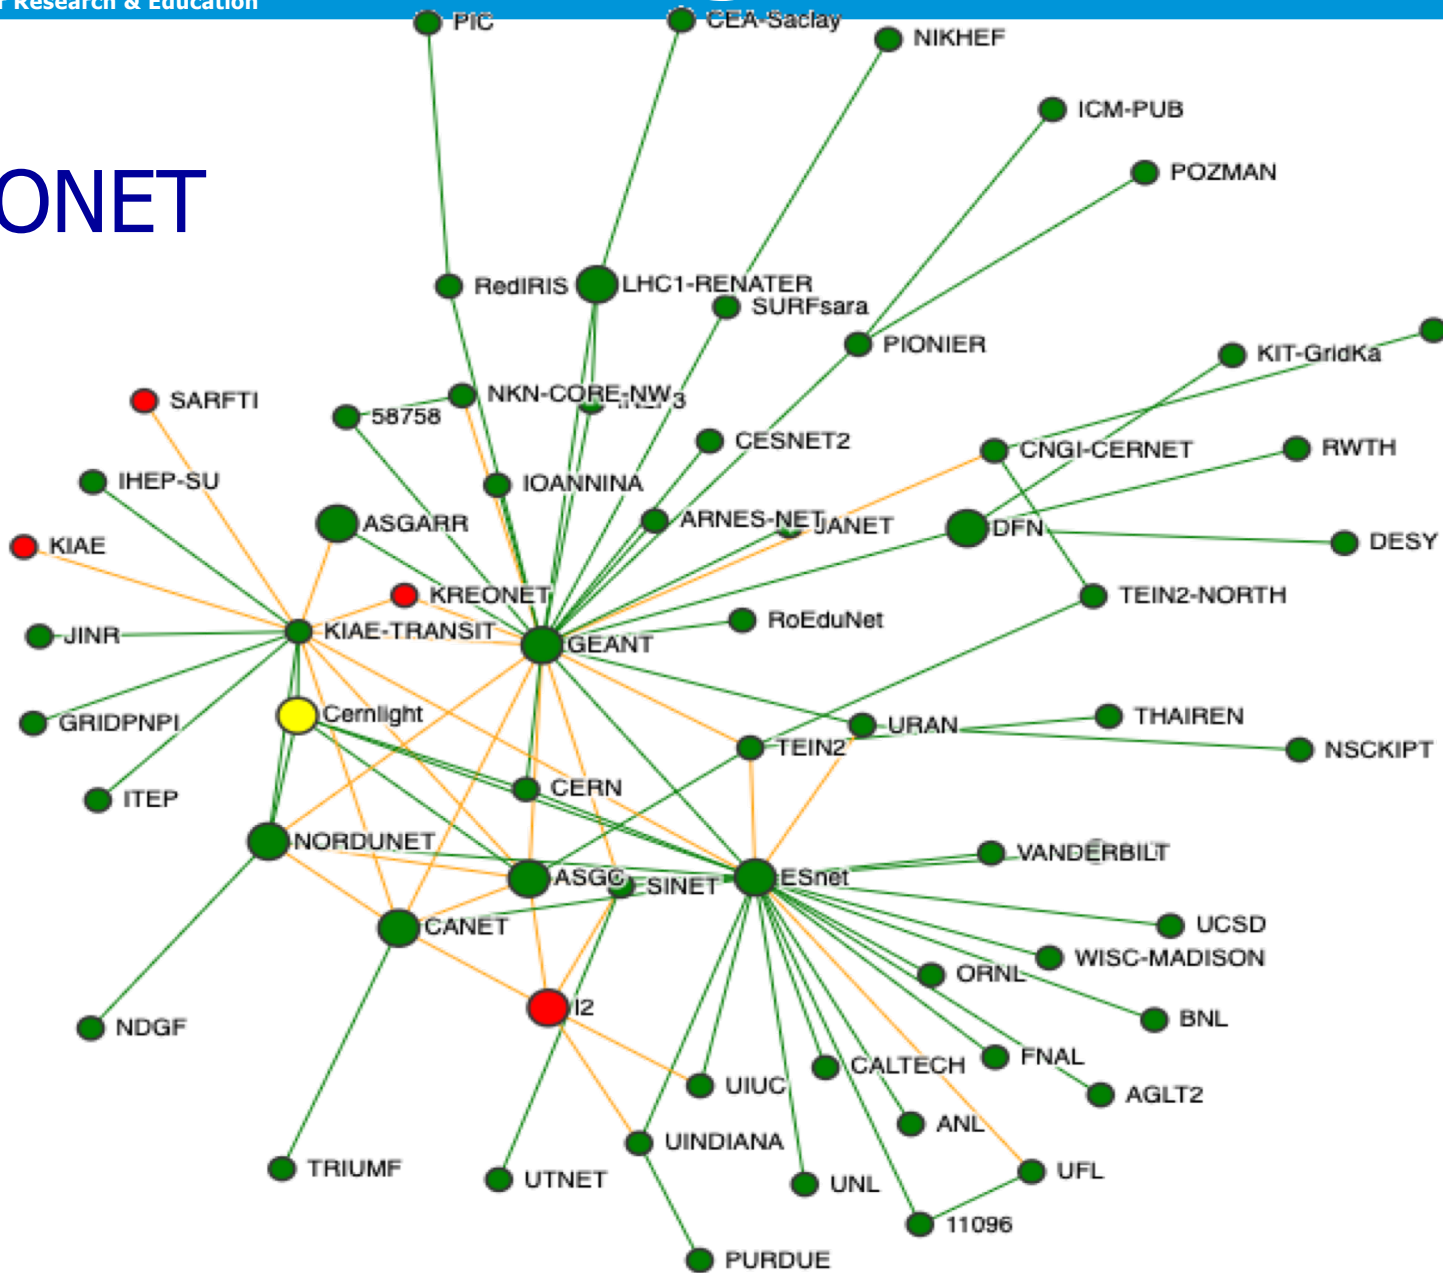 r Research & Education
PIC
CEA-Saclay
NIKHEF
ICM-PUB
POZMAN
ONET
RedIRIS
LHC1-RENATER
SURFsara
PIONIER
KIT-GridKa
SARFTI
NKN-CORE-NW
58758
CESNET2
CNGI-CERNET
RWTH
IHEP-SU
IOANNINA
ASGARR
ARNES-NET
JANET
DFN
DESY
KIAE
KREONET
TEIN2-NORTH
RoEduNet
JINR
KIAE-TRANSIT
GEANT
GRIDPNPI
Cernlight
URAN
THAIREN
TEIN2
NSCKIPT
CERN
ITEP
NORDUNET
VANDERBILT
ASGC
SINET
ESnet
CANET
UCSD
WISC-MADISON
ORNL
I2
BNL
NDGF
FNAL
CALTECH
UIUC
AGLT2
ANL
UINDIANA
TRIUMF
UTNET
UNL
UFL
11096
PURDUE